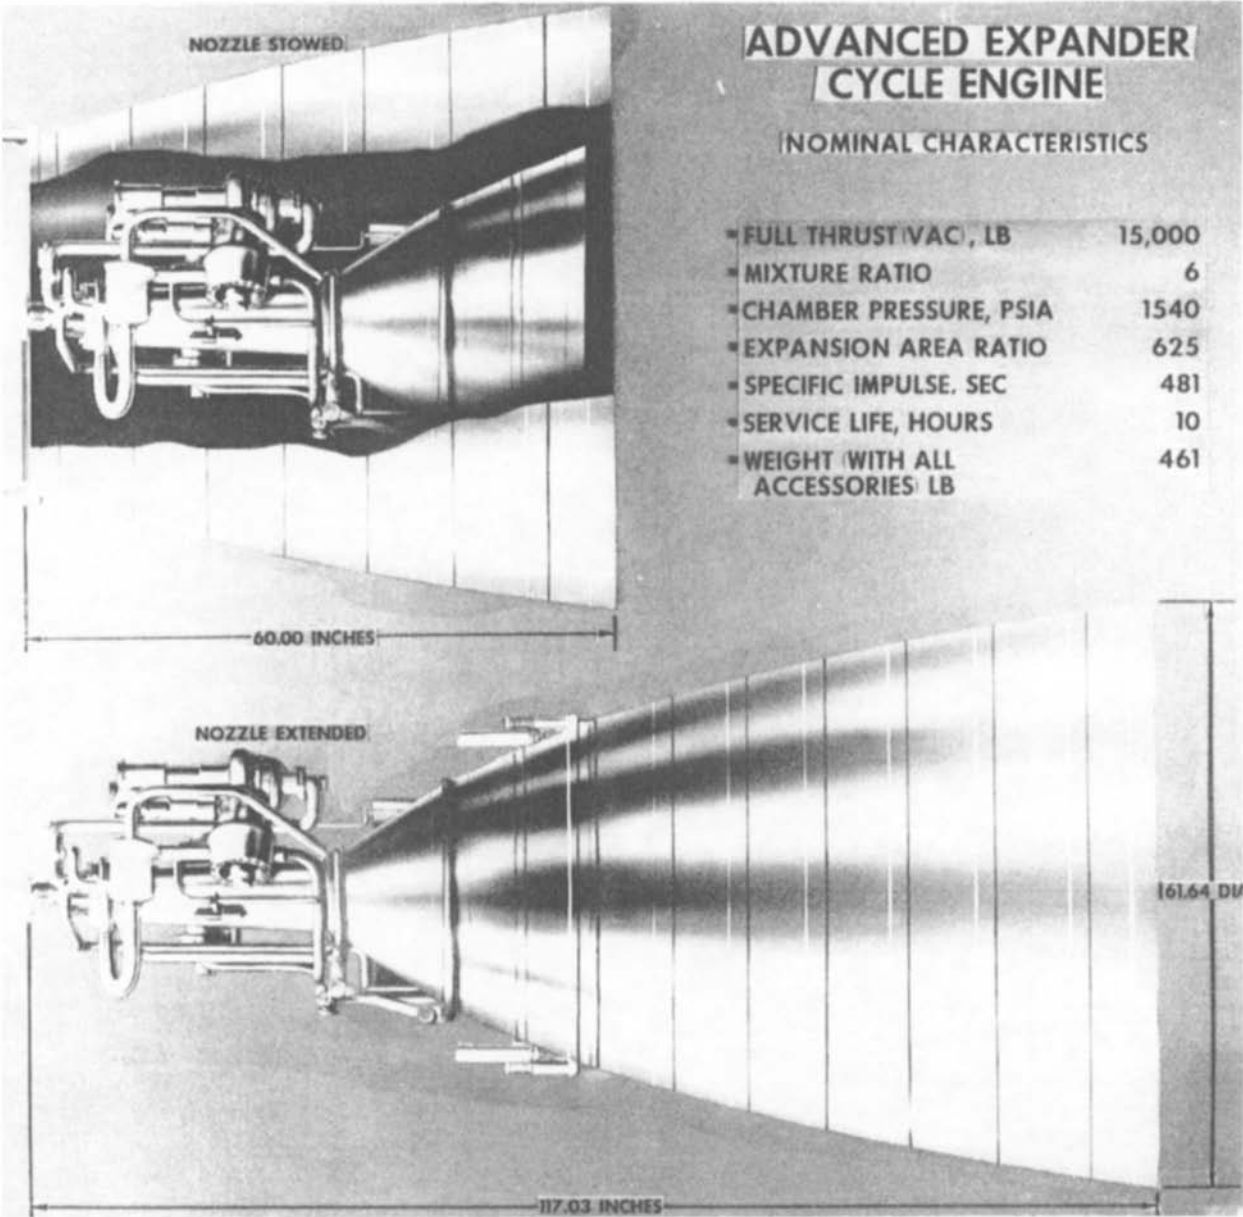 NOZZLE STOWED
ADVANCED EXPANDER
CYCLE ENGINE
NOMINAL CHARACTERISTICS
▪ FULL THRUST (VAC), LB 15,000
▪ MIXTURE RATIO 6
▪ CHAMBER PRESSURE, PSIA 1540
▪ EXPANSION AREA RATIO 625
▪ SPECIFIC IMPULSE. SEC 481
▪ SERVICE LIFE, HOURS 10
▪ WEIGHT (WITH ALL 461
ACCESSORIES) LB
60.00 INCHES
NOZZLE EXTENDED
61.64 DIA
117.03 INCHES